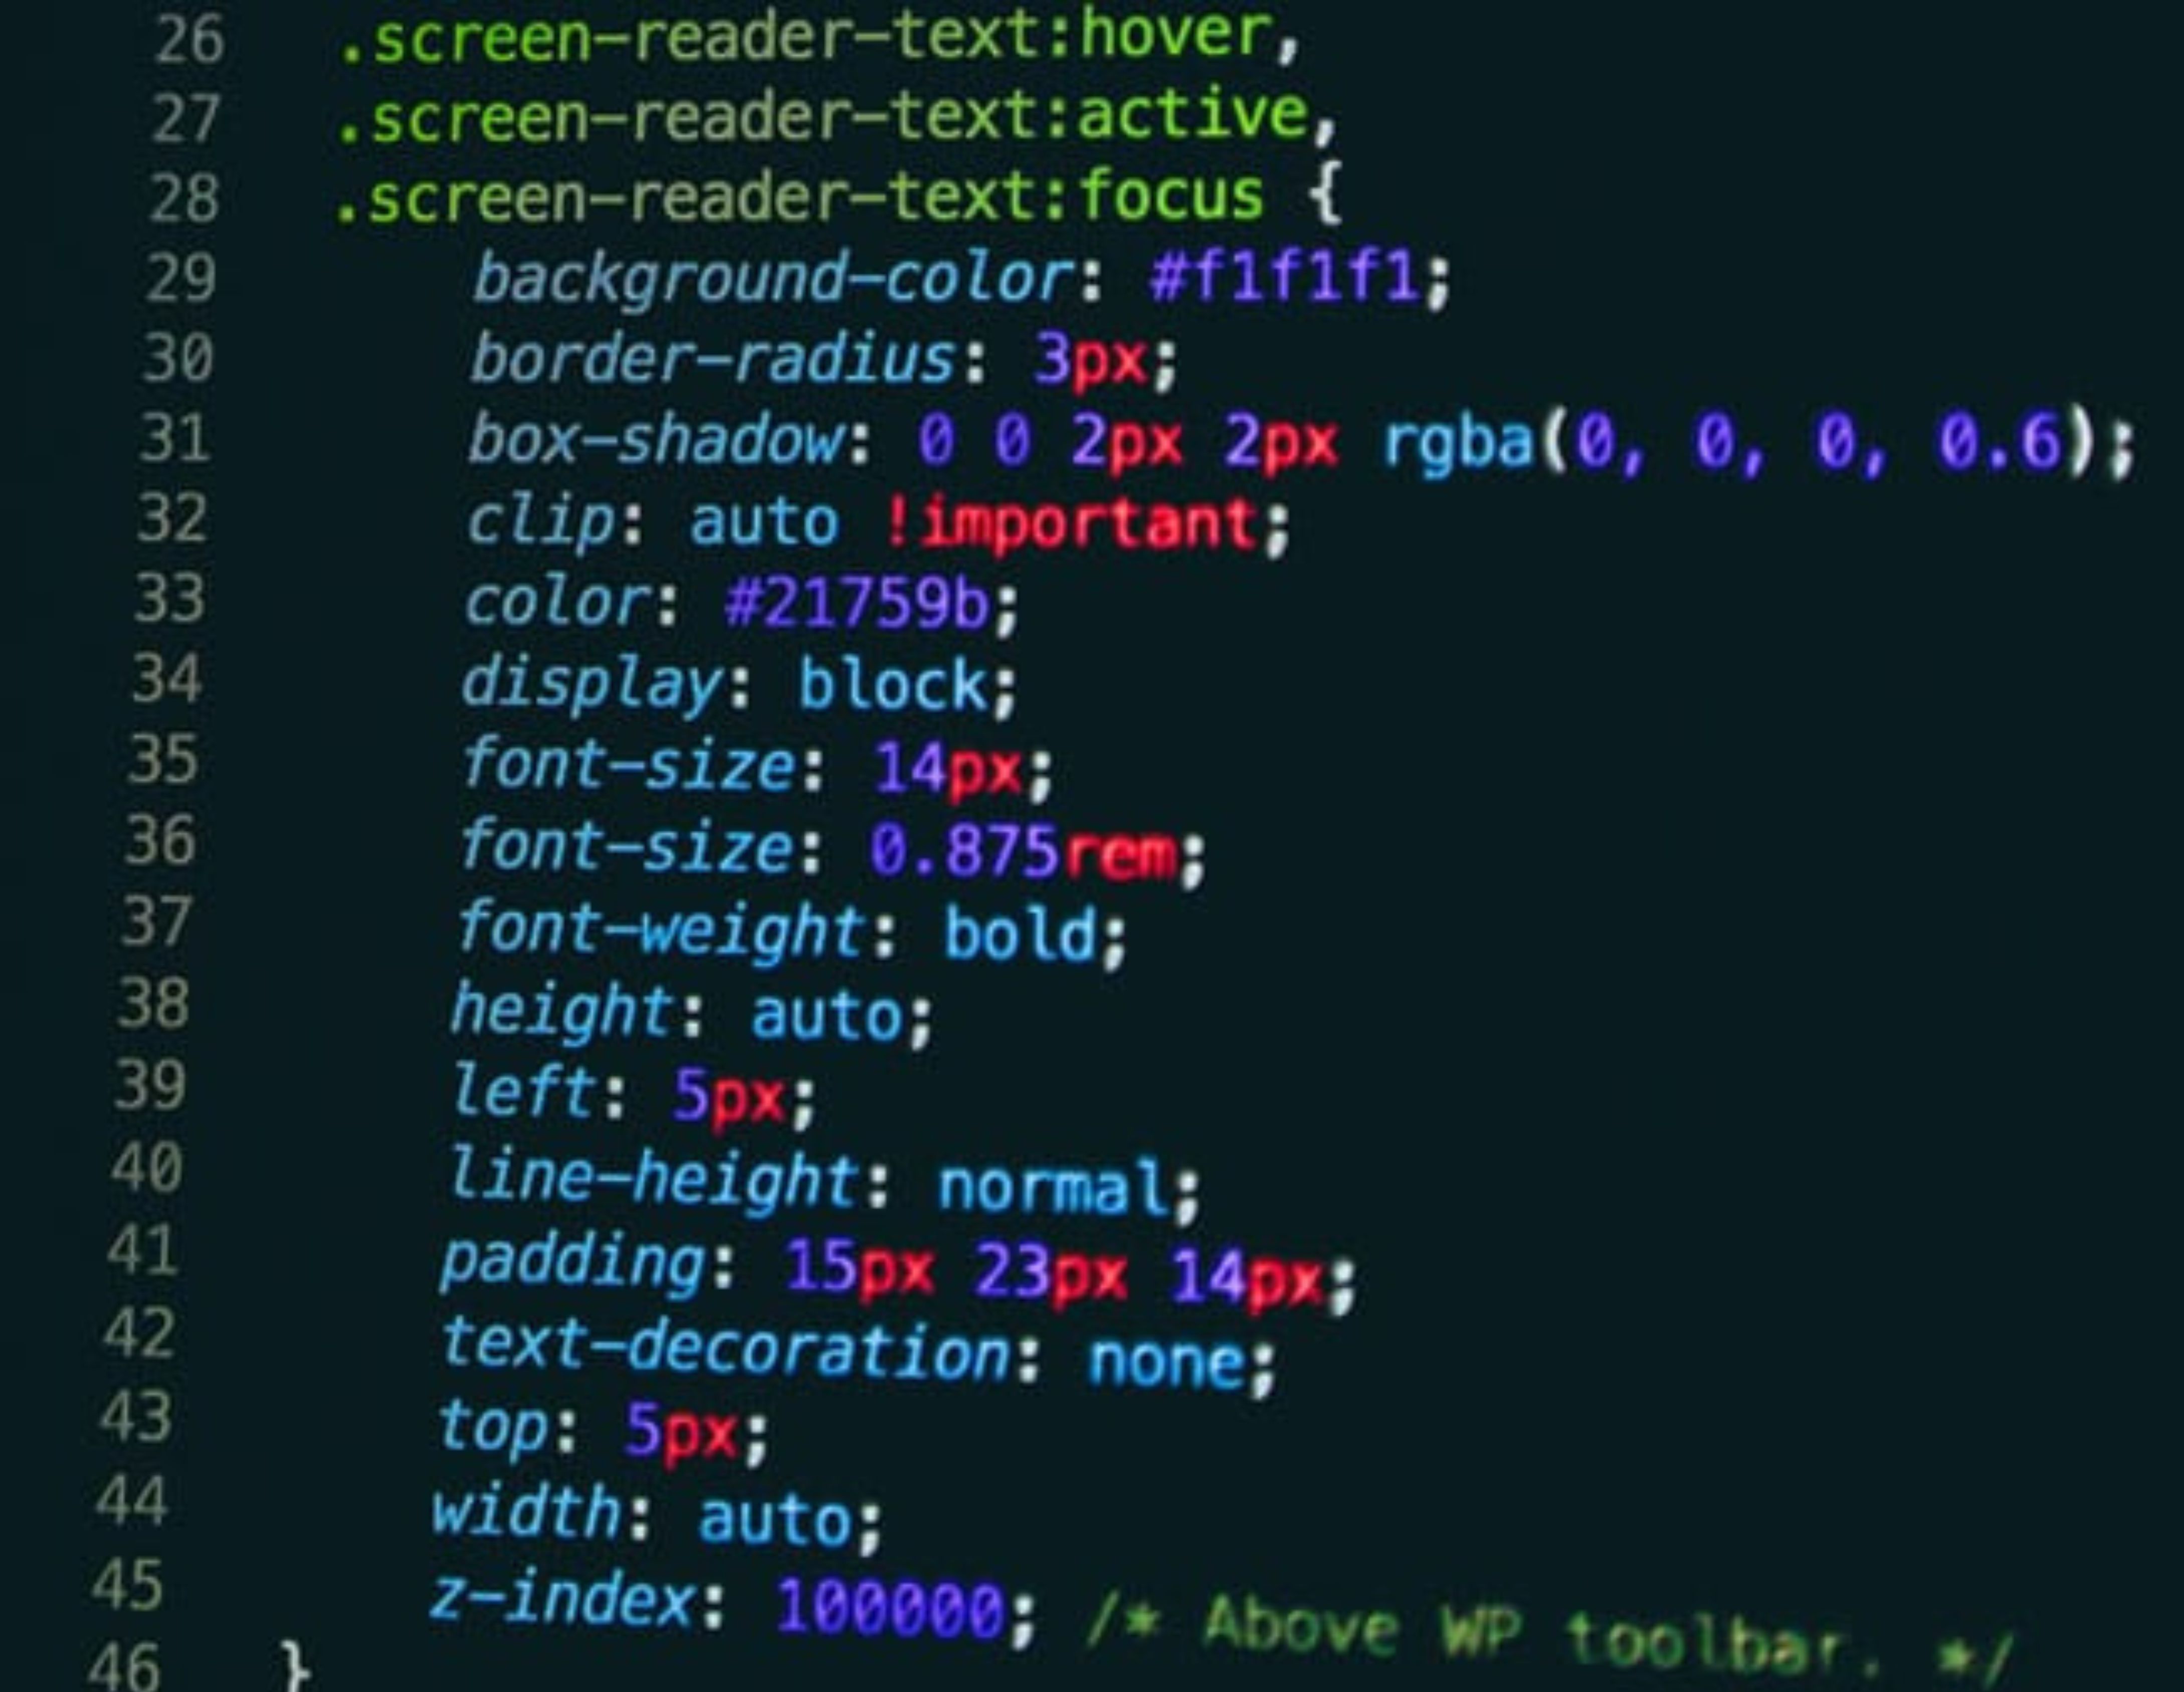 26 .screen-reader-text:hover,
27 .screen-reader-text:active,
28 .screen-reader-text:focus {
29 background-color: #f1f1f1;
30 border-radius: 3px;
31 box-shadow: 0 0 2px 2px rgba(0, 0, 0, 0.6);
32 clip: auto !important;
33 color: #21759b;
34 display: block;
35 font-size: 14px;
36 font-size: 0.875rem;
37 font-weight: bold;
38 height: auto;
39 left: 5px;
40 line-height: normal;
41 padding: 15px 23px 14px;
42 text-decoration: none;
43 top: 5px;
44 width: auto;
45 z-index: 100000; /* Above WP toolbar. */
46 }